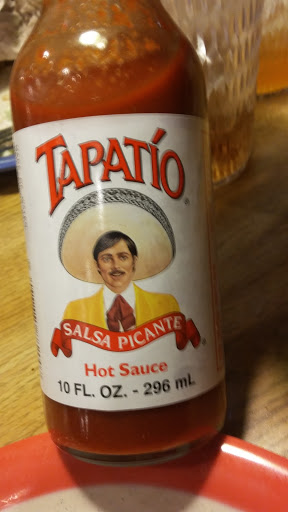 TAPATÍO®
SALSA PICANTE®
Hot Sauce
10 FL. OZ. - 296 mL